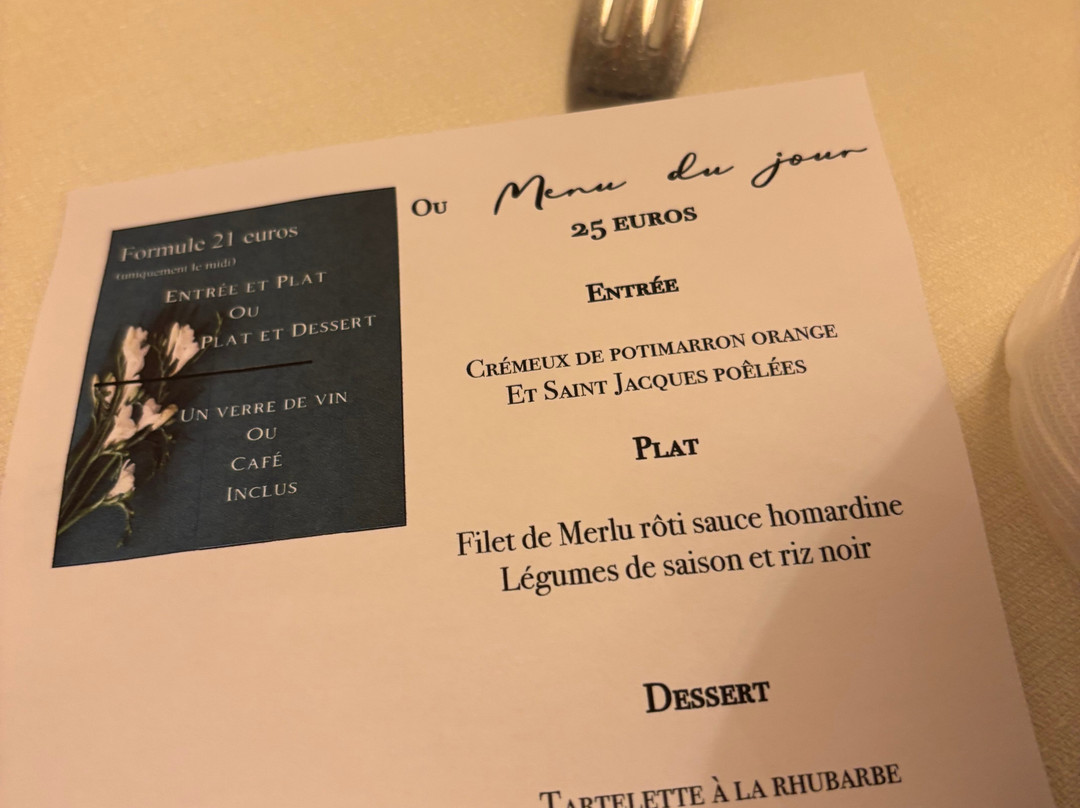 Formule 21 euros
(uniquement le midi)
Entrée et Plat
Ou
Plat et Dessert
Un verre de vin
Ou
Café
Inclus
Ou
Menu du jour
25 euros
Entrée
Crémeux de potimarron orange
Et Saint Jacques poêlées
Plat
Filet de Merlu rôti sauce homardine
Légumes de saison et riz noir
Dessert
Tartelette à la rhubarbe